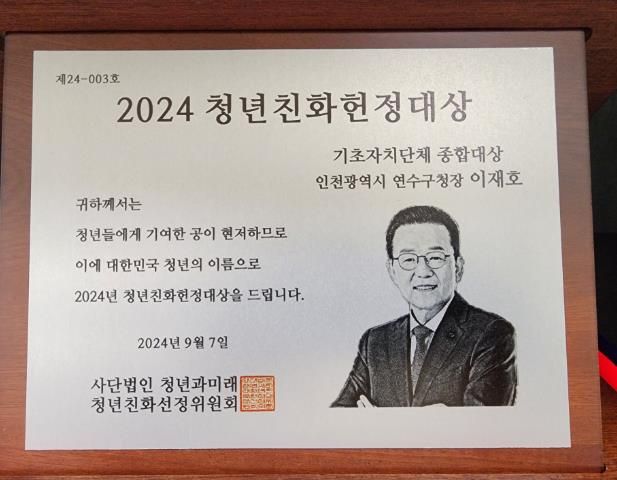 제24-003호
2024 청년친화헌정대상
기초자치단체 종합대상
인천광역시 연수구청장 이재호
귀하께서는
청년들에게 기여한 공이 현저하므로
이에 대한민국 청년의 이름으로
2024년 청년친화헌정대상을 드립니다.
2024년 9월 7일
사단법인 청년과미래
청년친화선정위원회